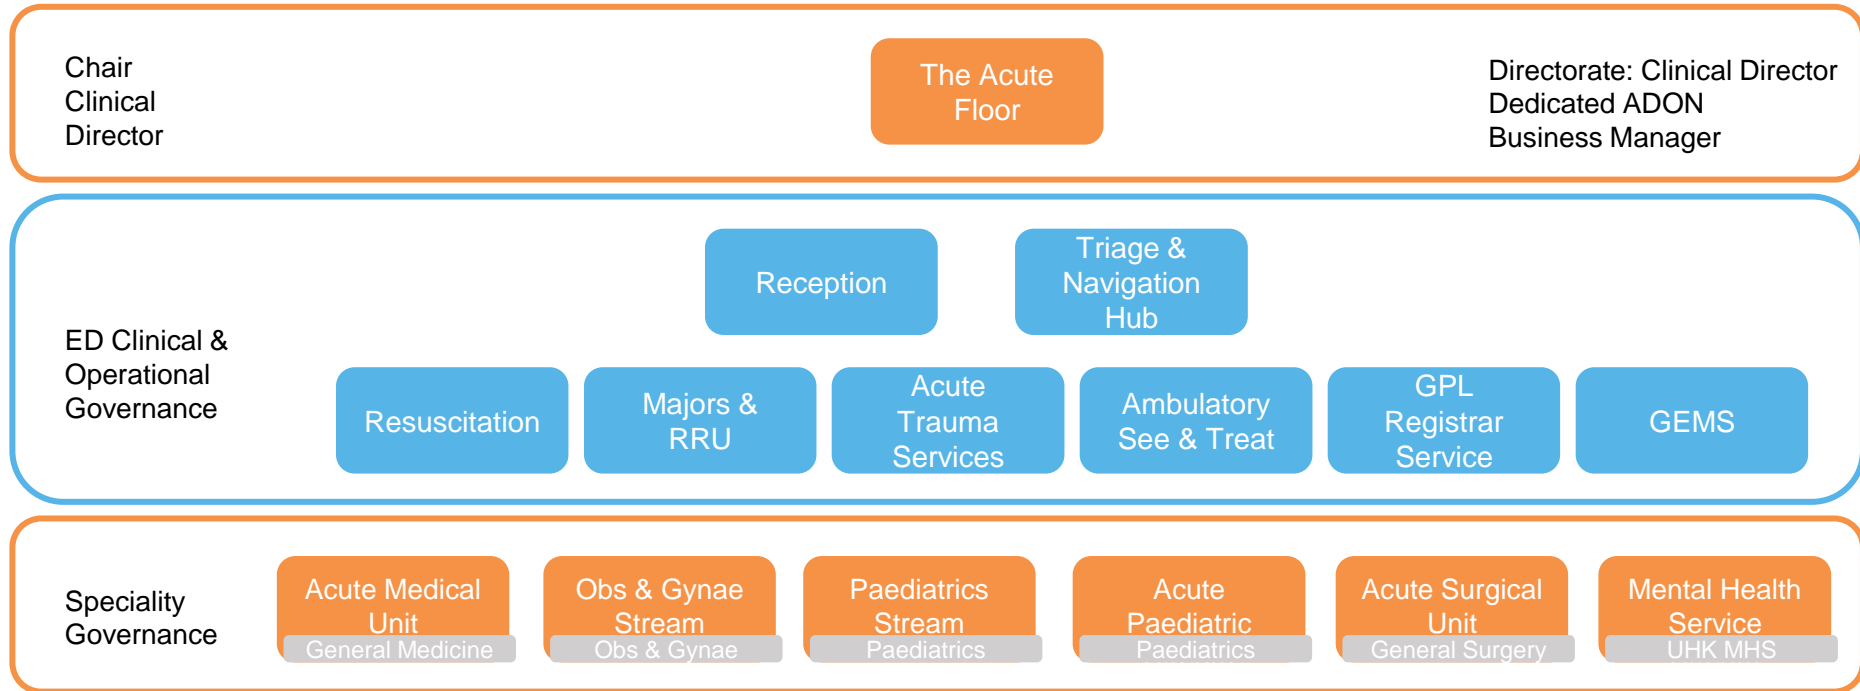 Chair
Clinical
Director
The Acute
Floor
Directorate: Clinical Director
Dedicated ADON
Business Manager
ED Clinical &
Operational
Governance
Reception
Triage &
Navigation
Hub
Resuscitation
Majors &
RRU
Acute
Trauma
Services
Ambulatory
See & Treat
GPL
Registrar
Service
GEMS
Speciality
Governance
Acute Medical
Unit
General Medicine
Obs & Gynae
Stream
Obs & Gynae
Paediatrics
Stream
Paediatrics
Acute
Paediatric
Paediatrics
Acute Surgical
Unit
General Surgery
Mental Health
Service
UHK MHS